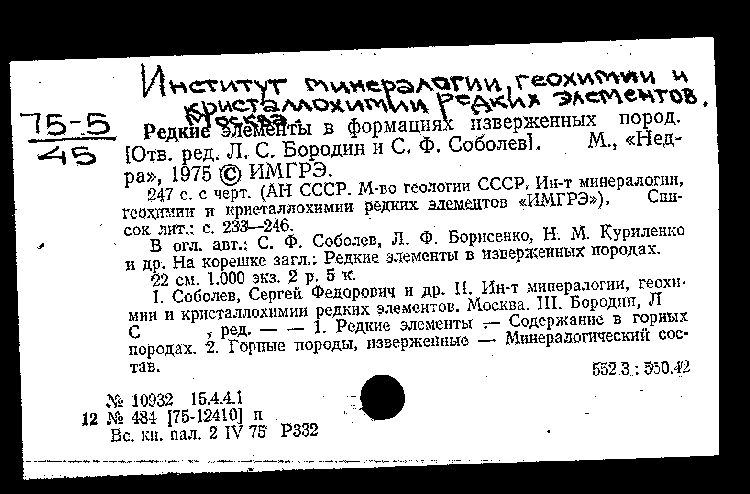 Институт минералогии, геохимии и
кристаллохимии редких элементов.
Москва.
75-5
45
Редкие элементы в формациях изверженных пород.
[Отв. ред. Л. С. Бородин и С. Ф. Соболев]. М., «Нед-
ра», 1975 © ИМГРЭ.
247 с. с черт. (АН СССР. М-во геологии СССР. Ин-т минералогии,
геохимии и кристаллохимии редких элементов «ИМГРЭ»), Спи-
сок лит.: с. 233—246.
В огл. авт.: С. Ф. Соболев, Л. Ф. Борисенко, Н. М. Куриленко
и др. На корешке загл.: Редкие элементы в изверженных породах.
22 см. 1.000 экз. 2 р. 5 к.
I. Соболев, Сергей Федорович и др. II. Ин-т минералогии, геохи-
мии и кристаллохимии редких элементов. Москва. III. Бородин, Л
С , ред. — — 1. Редкие элементы — Содержание в горных
породах. 2. Горные породы, изверженные — Минералогический сос-
тав.
552.3 : 550.42
№ 10932 15.4.4.1
12 № 484 [75-12410] п
Вс. кн. пал. 2 IV 75 Р332